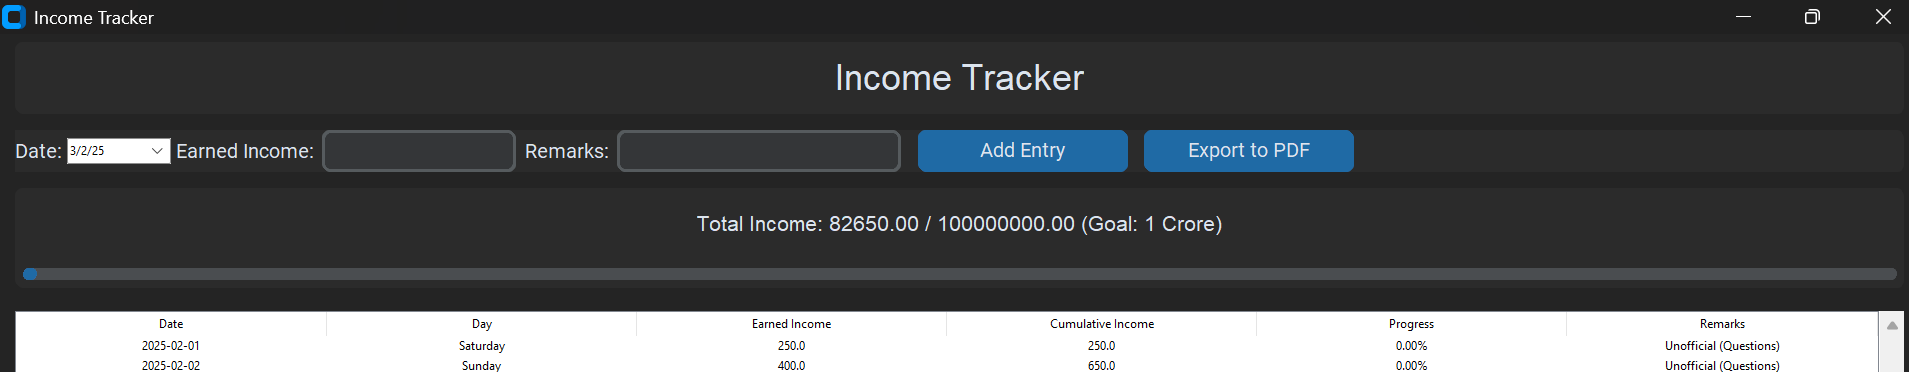 Income Tracker
Income Tracker
Date: 3/2/25 Earned Income: Remarks: Add Entry Export to PDF
Total Income: 82650.00 / 100000000.00 (Goal: 1 Crore)
Date Day Earned Income Cumulative Income Progress Remarks
2025-02-01 Saturday 250.0 250.0 0.00% Unofficial (Questions)
2025-02-02 Sunday 400.0 650.0 0.00% Unofficial (Questions)